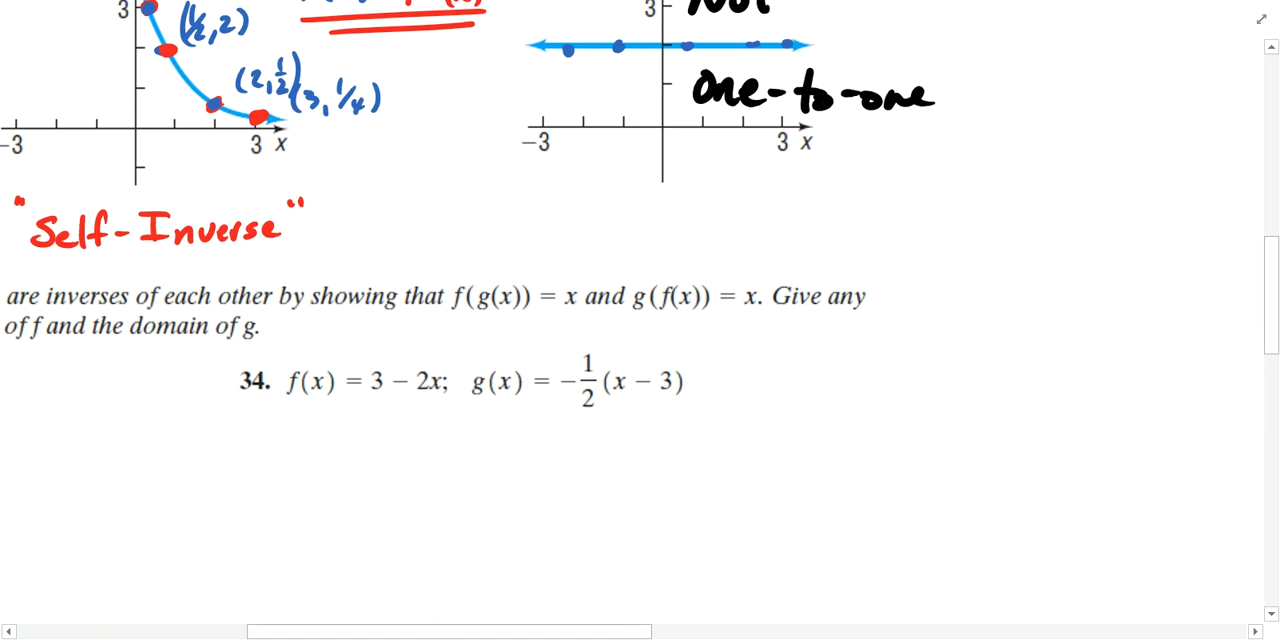 3
(½, 2)
(2, ½)
(3, ¼)
−3
3 x
3
Not
one-to-one
−3
3 x
"Self-Inverse"
are inverses of each other by showing that f(g(x)) = x and g(f(x)) = x. Give any
of f and the domain of g.
34. f(x) = 3 − 2x; g(x) = −1/2(x − 3)